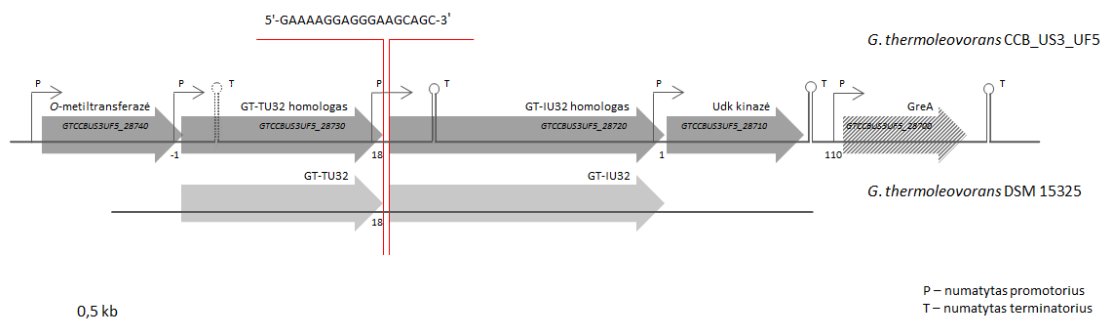 5'-GAAAAGGAGGGAAGCAGC-3'
G. thermoleovorans CCB_US3_UF5
P P T P T P T P T
O-metiltransferazė GT-TU32 homologas GT-IU32 homologas Udk kinazė GreA
GTCCBUS3UF5_28740 GTCCBUS3UF5_28730 GTCCBUS3UF5_28720 GTCCBUS3UF5_28710 GTCCBUS3UF5_28700
-1 18 1 110
GT-TU32 GT-IU32
G. thermoleovorans DSM 15325
18
0,5 kb
P – numatytas promotorius
T – numatytas terminatorius